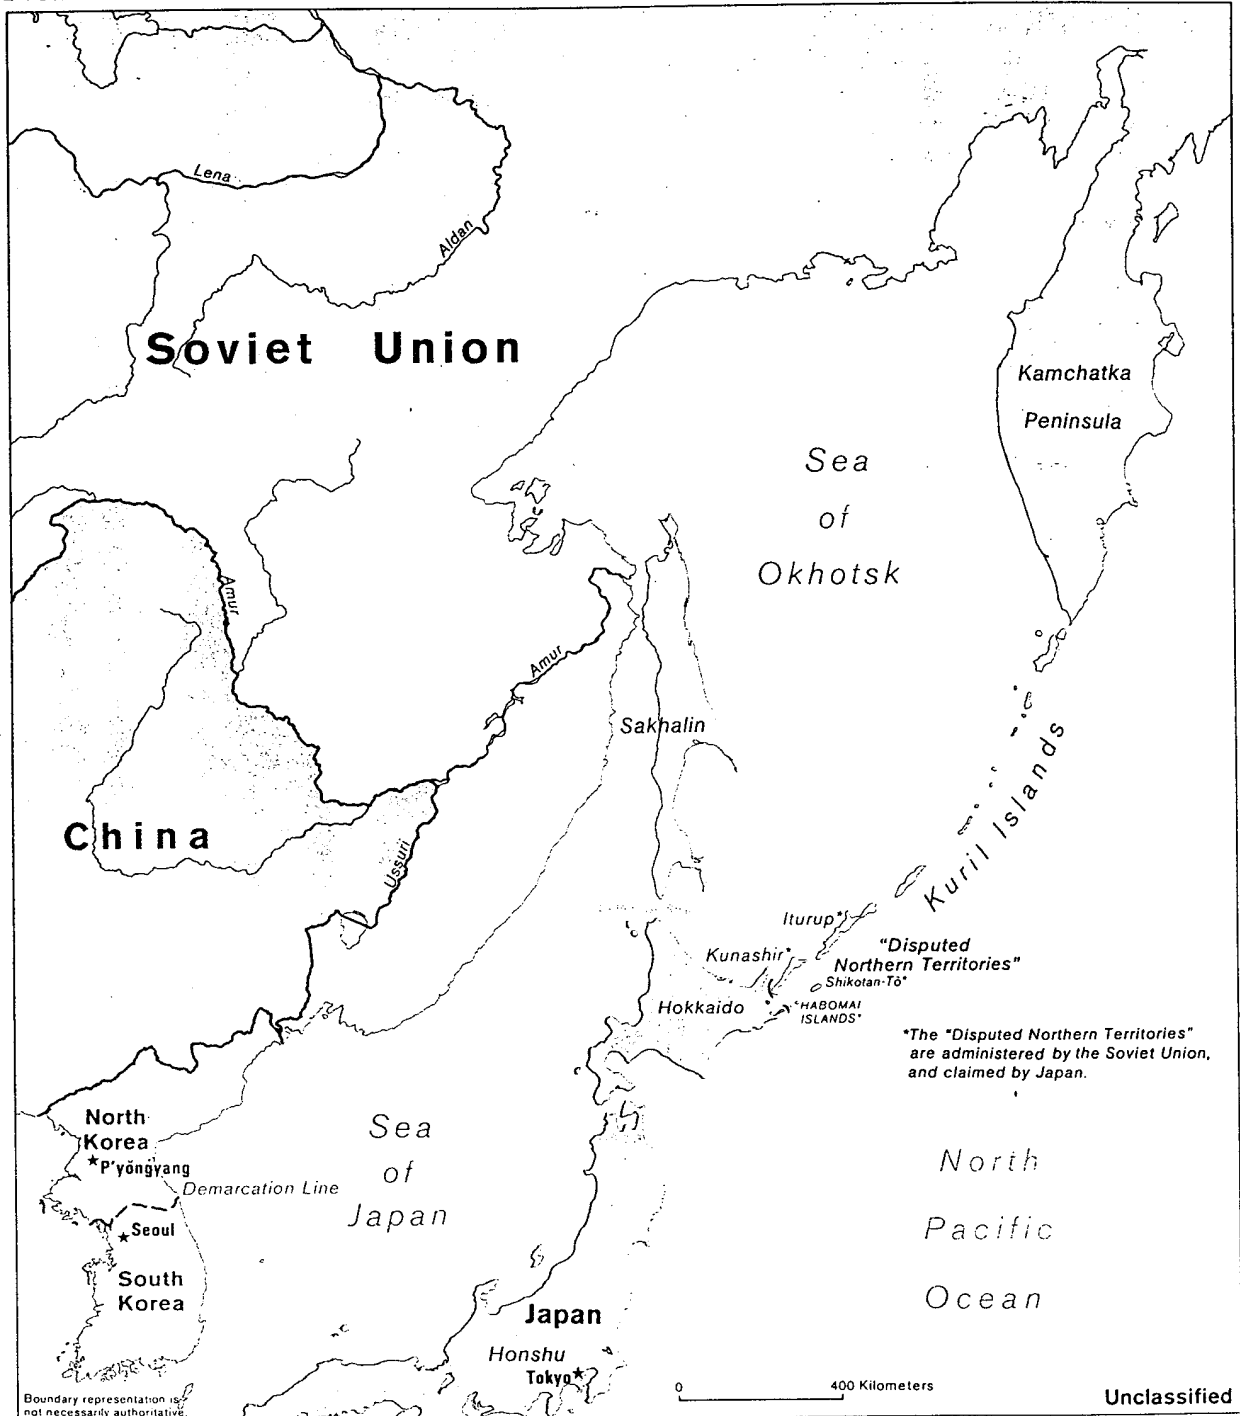 Lena
Aldan
Soviet Union
Kamchatka
Peninsula
Sea
of
Okhotsk
Amur
Amur
Sakhalin
Kuril Islands
China
Ussuri
Iturup*
Kunashir*
"Disputed
Northern Territories"
Shikotan-Tō*
Hokkaido
HABOMAI
ISLANDS*
*The "Disputed Northern Territories"
are administered by the Soviet Union,
and claimed by Japan.
North
Korea
P'yŏngyang
Demarcation Line
Seoul
South
Korea
Sea
of
Japan
North
Pacific
Ocean
Japan
Honshu
Tokyo
0 400 Kilometers
Boundary representation is
not necessarily authoritative.
Unclassified